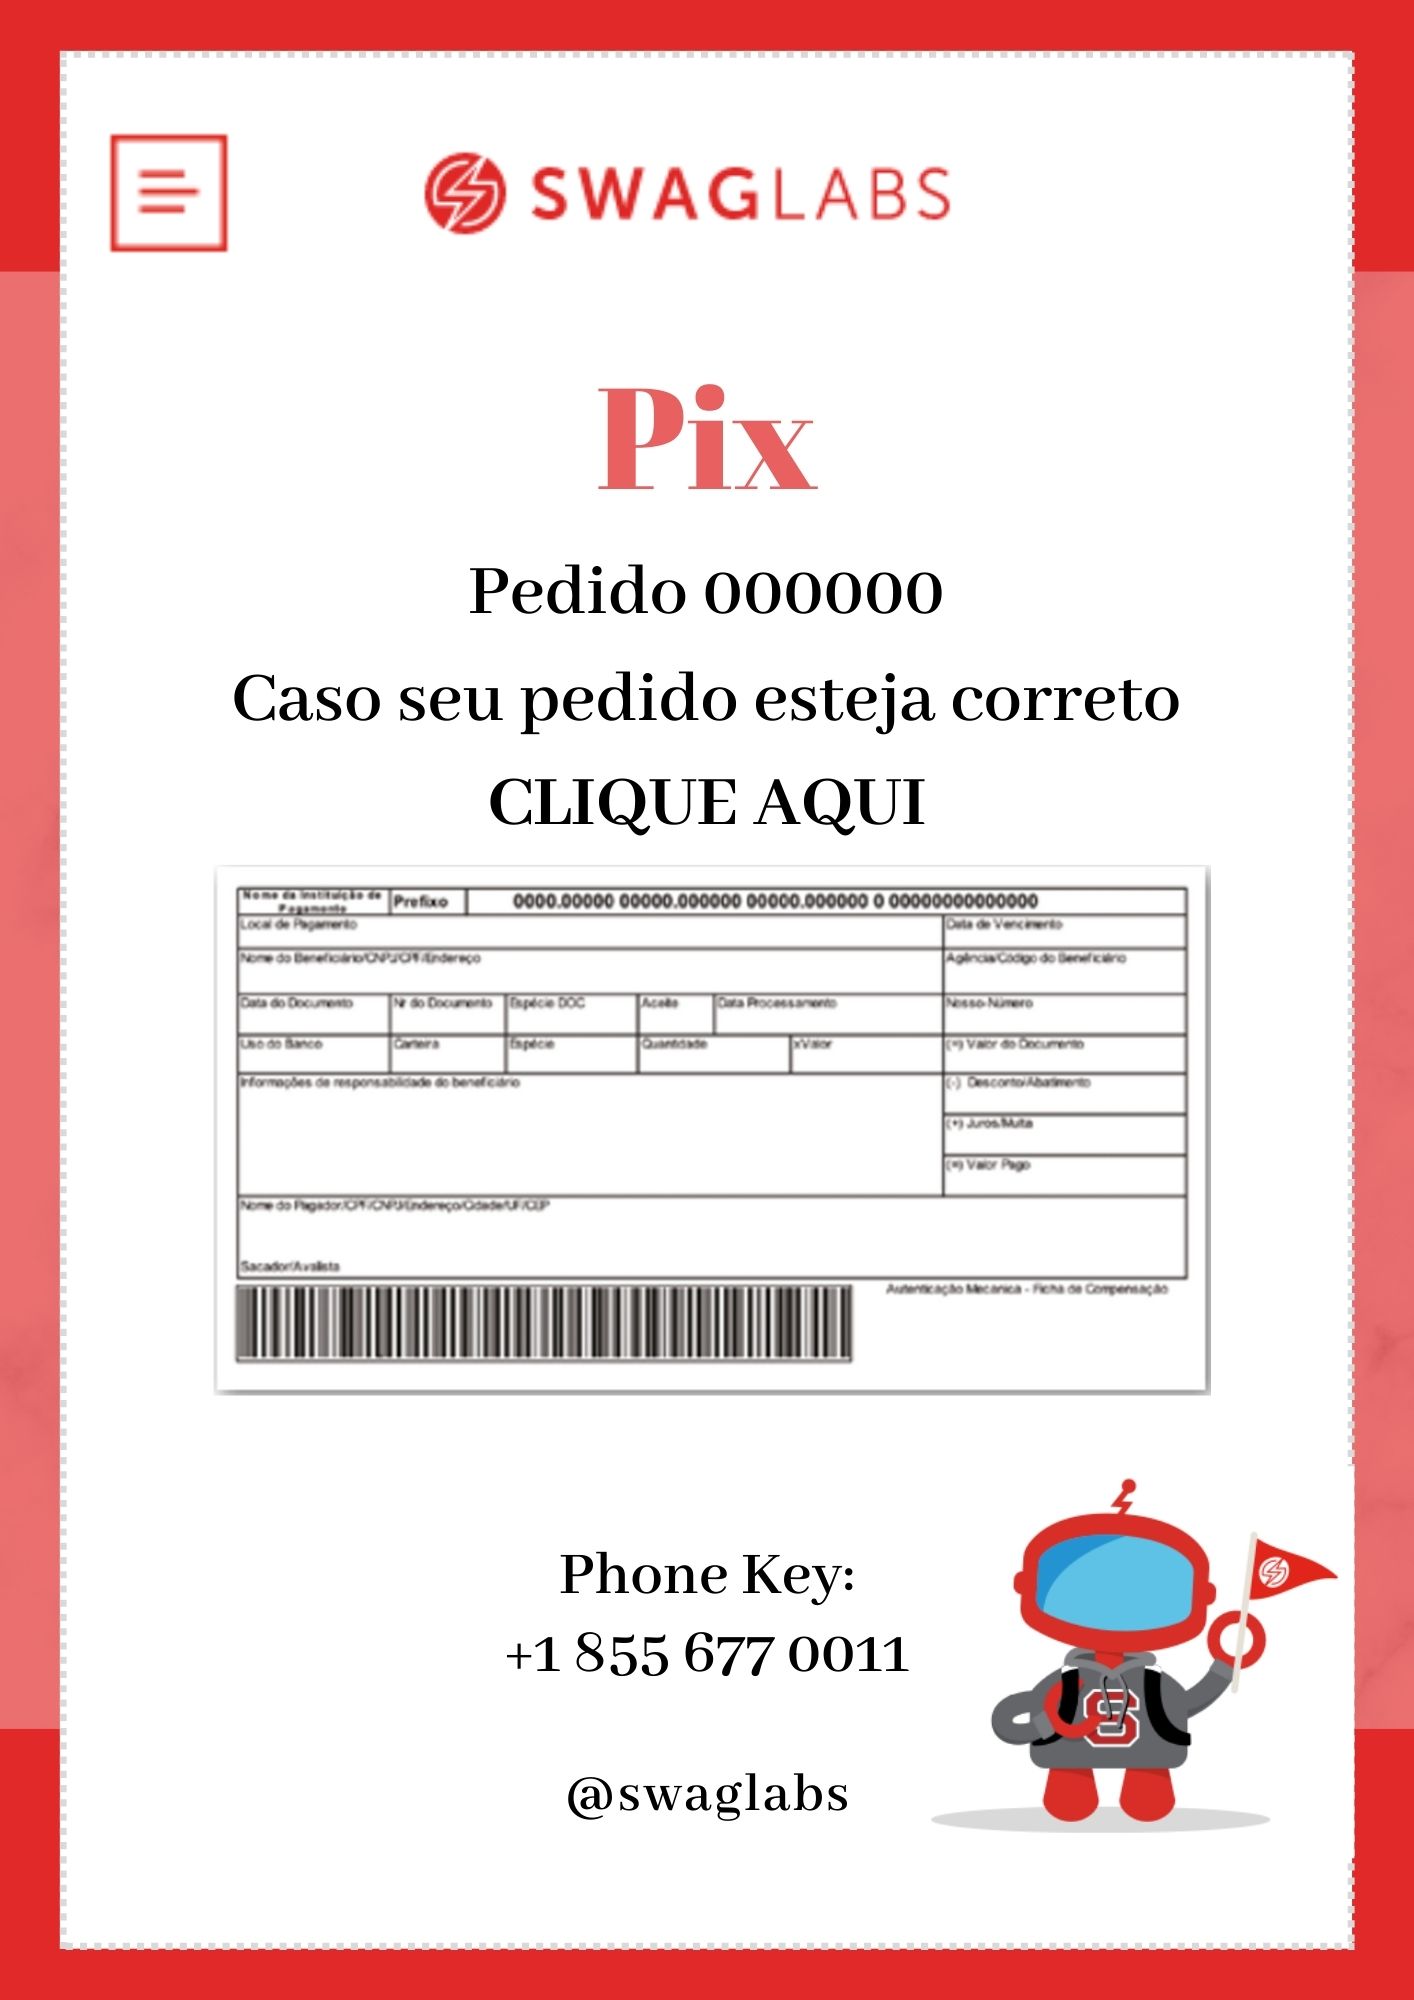 SWAGLABS
Pix
Pedido 000000
Caso seu pedido esteja correto
CLIQUE AQUI
Nome da Instituição de Pagamento
Prefixo
0000.00000 00000.000000 00000.000000 0 00000000000000
Local de Pagamento
Data de Vencimento
Nome do Beneficiário/CNPJ/CPF/Endereço
Agência/Código do Beneficiário
Data do Documento
Nr do Documento
Espécie DOC
Aceite
Data Processamento
Nosso Número
Uso do Banco
Carteira
Espécie
Quantidade
xValor
(=) Valor do Documento
Informações de responsabilidade do beneficiário
(-) Desconto/Abatimento
(+) Juros/Multa
(=) Valor Pago
Nome do Pagador/CPF/CNPJ/Endereço/Cidade/UF/CEP
Sacador/Avalista
Autenticação Mecânica - Ficha de Compensação
Phone Key:
+1 855 677 0011
S
@swaglabs